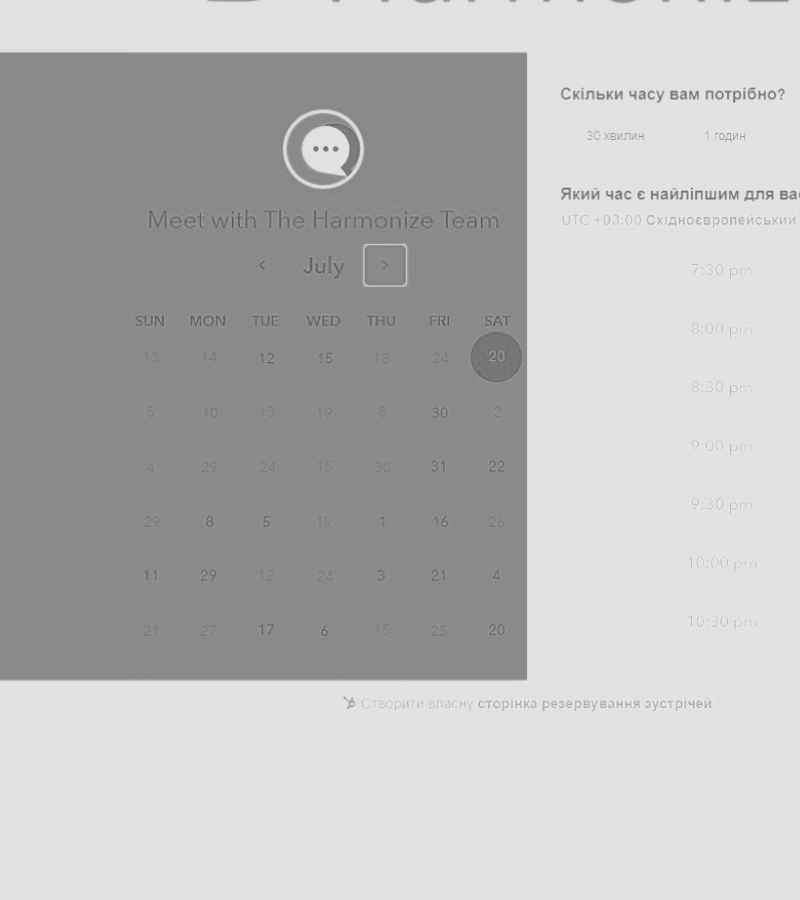 Meet with The Harmonize Team
July
SUN MON TUE WED THU FRI SAT
13 14 12 15 18 24 20
5 10 13 19 8 30 2
4 29 24 15 30 31 22
29 8 5 19 1 16 26
11 29 12 24 3 21 4
21 27 17 6 15 25 20
Скільки часу вам потрібно?
30 хвилин 1 годин
Який час є найліпшим для
UTC +03:00 Східноєвропейський
7:30 pm
8:00 pm
8:30 pm
9:00 pm
9:30 pm
10:00 pm
10:30 pm
Створити власну сторінка резервування зустрічей